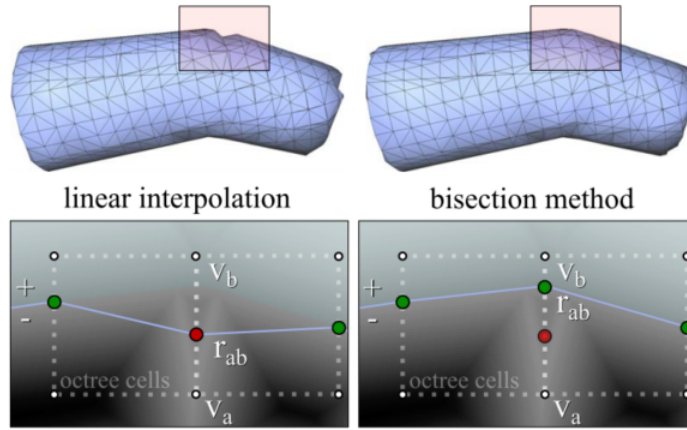 linear interpolation
bisection method
v_b
+
-
r_ab
octree cells
v_a
v_b
+
-
r_ab
octree cells
v_a